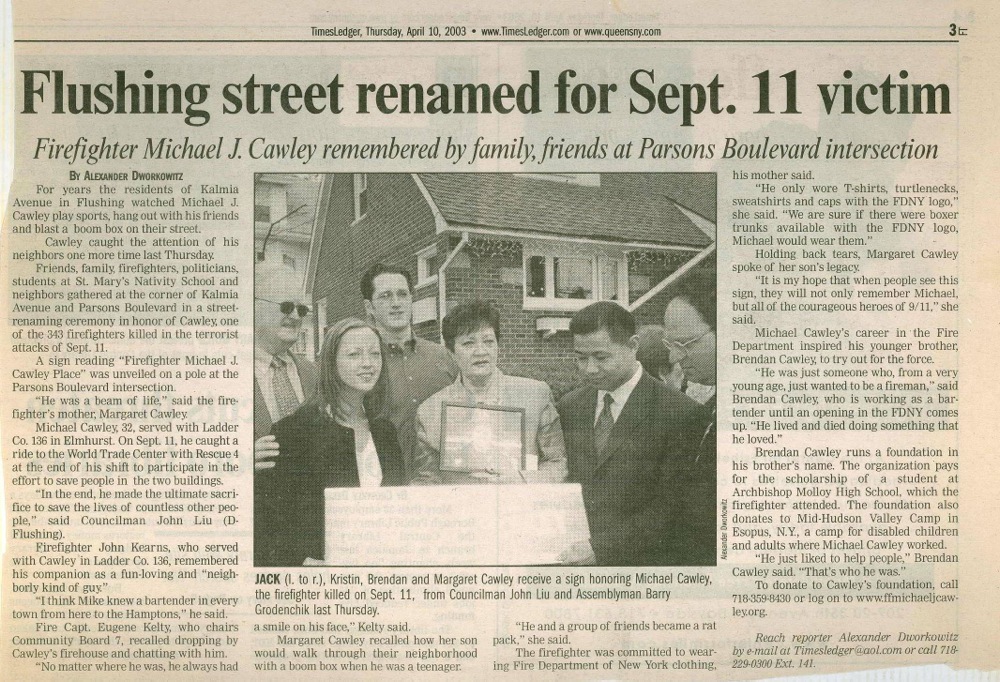 TimesLedger, Thursday, April 10, 2003 • www.TimesLedger.com or www.queensny.com
3
Flushing street renamed for Sept. 11 victim
Firefighter Michael J. Cawley remembered by family, friends at Parsons Boulevard intersection
BY ALEXANDER DWORKOWITZ
For years the residents of Kalmia
Avenue in Flushing watched Michael J.
Cawley play sports, hang out with his friends
and blast a boom box on their street.
Cawley caught the attention of his
neighbors one more time last Thursday.
Friends, family, firefighters, politicians,
students at St. Mary's Nativity School and
neighbors gathered at the corner of Kalmia
Avenue and Parsons Boulevard in a street-
renaming ceremony in honor of Cawley, one
of the 343 firefighters killed in the terrorist
attacks of Sept. 11.
A sign reading "Firefighter Michael J.
Cawley Place" was unveiled on a pole at the
Parsons Boulevard intersection.
"He was a beam of life," said the fire-
fighter's mother, Margaret Cawley.
Michael Cawley, 32, served with Ladder
Co. 136 in Elmhurst. On Sept. 11, he caught a
ride to the World Trade Center with Rescue 4
at the end of his shift to participate in the
effort to save people in the two buildings.
"In the end, he made the ultimate sacri-
fice to save the lives of countless other peo-
ple," said Councilman John Liu (D-
Flushing).
Firefighter John Kearns, who served
with Cawley in Ladder Co. 136, remembered
his companion as a fun-loving and "neigh-
borly kind of guy."
"I think Mike knew a bartender in every
town from here to the Hamptons," he said.
Fire Capt. Eugene Kelty, who chairs
Community Board 7, recalled dropping by
Cawley's firehouse and chatting with him.
"No matter where he was, he always had
Alexander Dworkowitz
JACK (l. to r.), Kristin, Brendan and Margaret Cawley receive a sign honoring Michael Cawley,
the firefighter killed on Sept. 11, from Councilman John Liu and Assemblyman Barry
Grodenchik last Thursday.
a smile on his face," Kelty said.
Margaret Cawley recalled how her son
would walk through their neighborhood
with a boom box when he was a teenager.
"He and a group of friends became a rat
pack," she said.
The firefighter was committed to wear-
ing Fire Department of New York clothing,
his mother said.
"He only wore T-shirts, turtlenecks,
sweatshirts and caps with the FDNY logo,"
she said. "We are sure if there were boxer
trunks available with the FDNY logo,
Michael would wear them."
Holding back tears, Margaret Cawley
spoke of her son's legacy.
"It is my hope that when people see this
sign, they will not only remember Michael,
but all of the courageous heroes of 9/11," she
said.
Michael Cawley's career in the Fire
Department inspired his younger brother,
Brendan Cawley, to try out for the force.
"He was just someone who, from a very
young age, just wanted to be a fireman," said
Brendan Cawley, who is working as a bar-
tender until an opening in the FDNY comes
up. "He lived and died doing something that
he loved."
Brendan Cawley runs a foundation in
his brother's name. The organization pays
for the scholarship of a student at
Archbishop Molloy High School, which the
firefighter attended. The foundation also
donates to Mid-Hudson Valley Camp in
Esopus, N.Y., a camp for disabled children
and adults where Michael Cawley worked.
"He just liked to help people," Brendan
Cawley said. "That's who he was."
To donate to Cawley's foundation, call
718-359-8430 or log on to www.ffmichaeljcaw-
ley.org.
Reach reporter Alexander Dworkowitz
by e-mail at Timesledger@aol.com or call 718-
229-0300 Ext. 141.